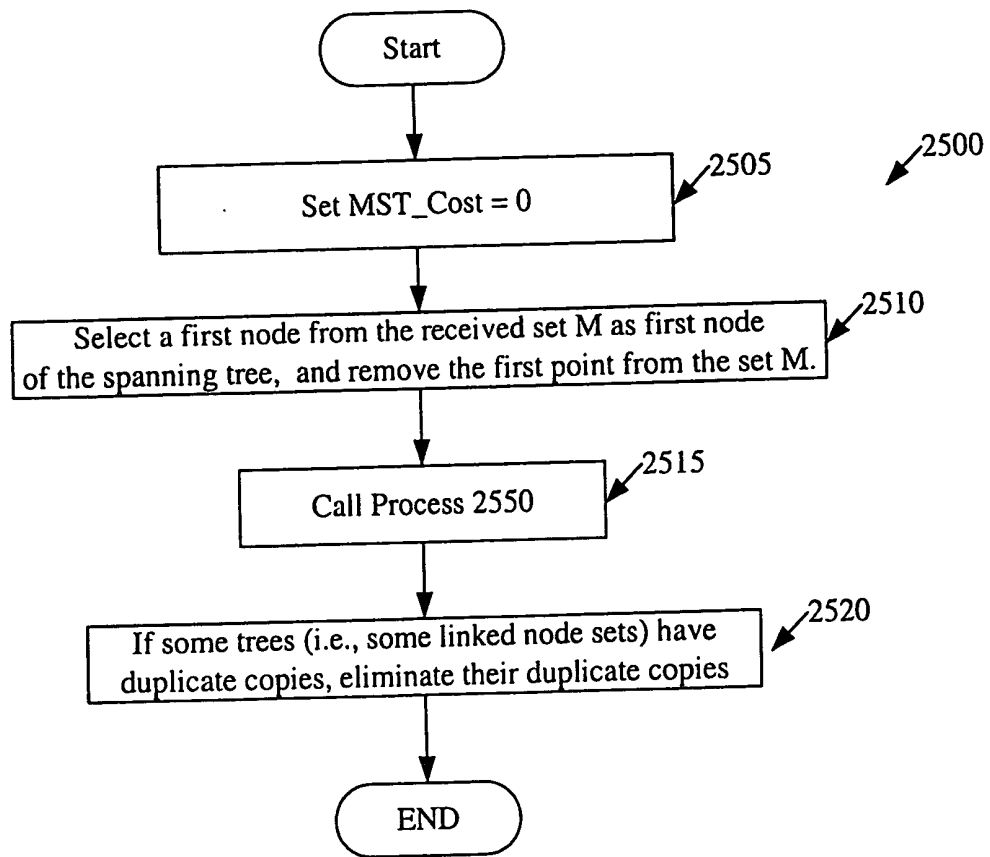 Start
2500
2505
Set MST_Cost = 0
2510
Select a first node from the received set M as first node
of the spanning tree, and remove the first point from the set M.
2515
Call Process 2550
2520
If some trees (i.e., some linked node sets) have
duplicate copies, eliminate their duplicate copies
END